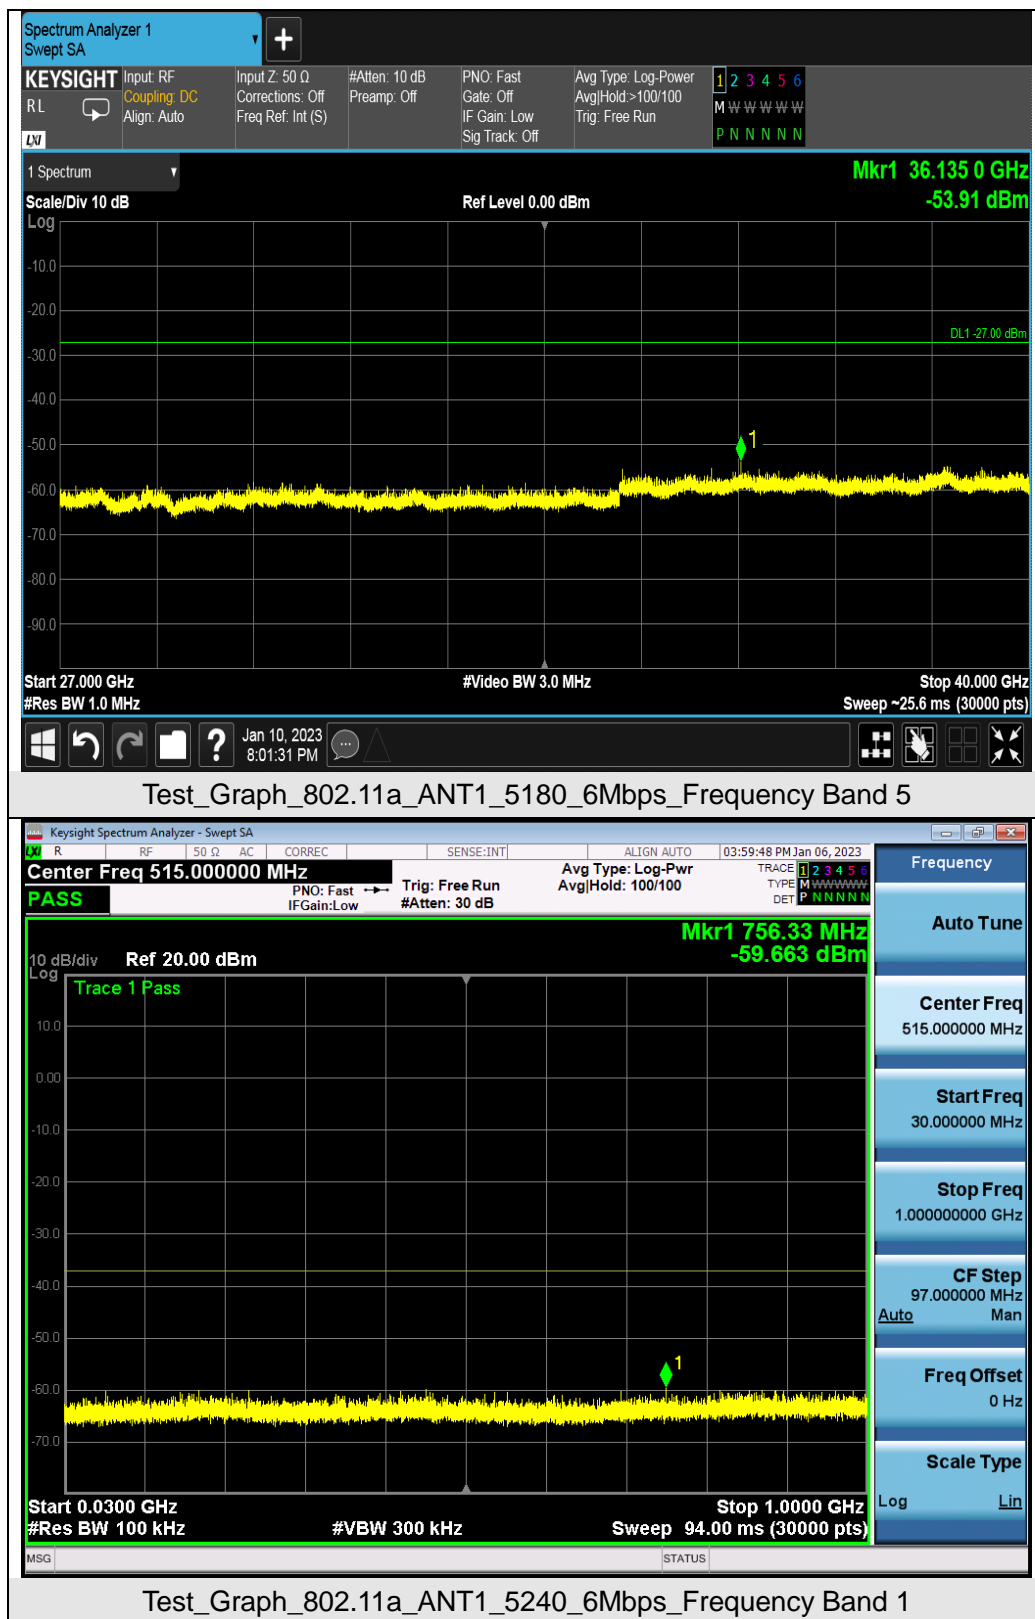 Spectrum Analyzer 1
Swept SA
KEYSIGHT
R L
LXI
Input: RF
Coupling: DC
Align: Auto
Input Z: 50 Ω
Corrections: Off
Freq Ref: Int (S)
#Atten: 10 dB
Preamp: Off
PNO: Fast
Gate: Off
IF Gain: Low
Sig Track: Off
Avg Type: Log-Power
Avg|Hold:>100/100
Trig: Free Run
1 2 3 4 5 6
M W W W W W
P N N N N N
1 Spectrum
Mkr1 36.135 0 GHz
Scale/Div 10 dB
Ref Level 0.00 dBm
-53.91 dBm
Log
-10.0
-20.0
DL1 -27.00 dBm
-30.0
-40.0
-50.0
1
-60.0
-70.0
-80.0
-90.0
Start 27.000 GHz
#Video BW 3.0 MHz
Stop 40.000 GHz
#Res BW 1.0 MHz
Sweep ~25.6 ms (30000 pts)
?
Jan 10, 2023
8:01:31 PM
Test_Graph_802.11a_ANT1_5180_6Mbps_Frequency Band 5
Keysight Spectrum Analyzer - Swept SA
LXI R RF 50 Ω AC CORREC SENSE:INT ALIGN AUTO 03:59:48 PM Jan 06, 2023
Center Freq 515.000000 MHz
PASS
PNO: Fast
IFGain:Low
Trig: Free Run
#Atten: 30 dB
Avg Type: Log-Pwr
Avg|Hold: 100/100
TRACE 1 2 3 4 5 6
TYPE M W W W W W
DET P N N N N N
Mkr1 756.33 MHz
-59.663 dBm
10 dB/div Ref 20.00 dBm
Log
Trace 1 Pass
10.0
0.00
-10.0
-20.0
-30.0
-40.0
-50.0
1
-60.0
-70.0
Start 0.0300 GHz
Stop 1.0000 GHz
#Res BW 100 kHz
#VBW 300 kHz
Sweep 94.00 ms (30000 pts)
MSG
STATUS
Frequency
Auto Tune
Center Freq
515.000000 MHz
Start Freq
30.000000 MHz
Stop Freq
1.000000000 GHz
CF Step
97.000000 MHz
Auto Man
Freq Offset
0 Hz
Scale Type
Log Lin
Test_Graph_802.11a_ANT1_5240_6Mbps_Frequency Band 1